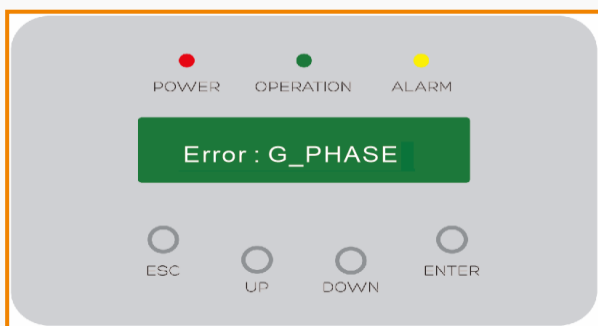 POWER OPERATION ALARM
Error : G_PHASE
ESC UP DOWN ENTER